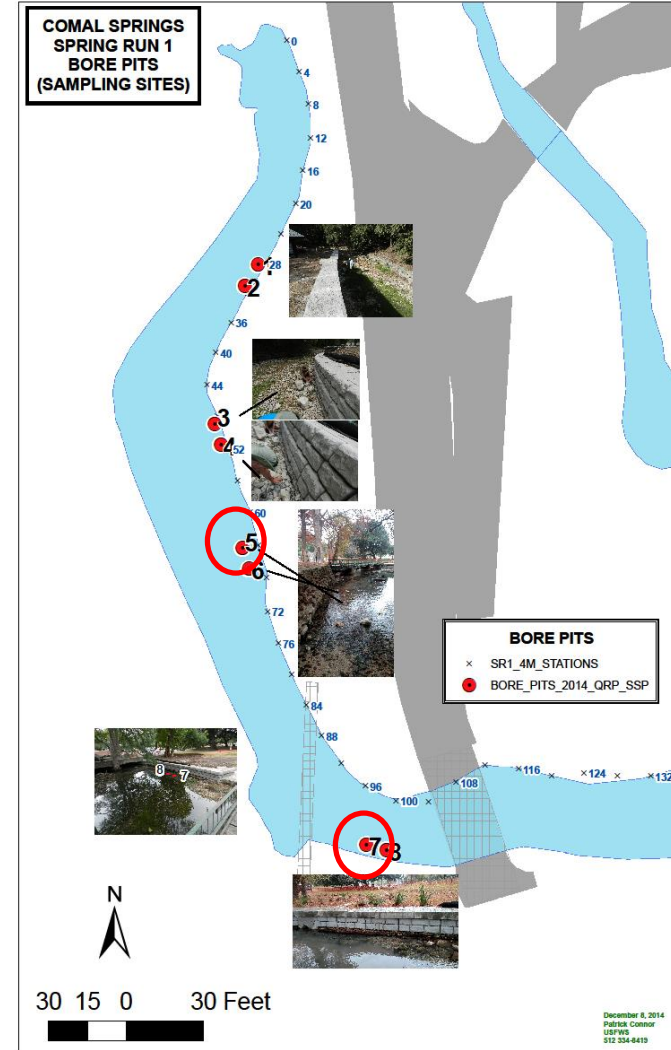 COMAL SPRINGS
SPRING RUN 1
BORE PITS
(SAMPLING SITES)
0
4
8
12
16
20
28
2
36
40
44
3
4
52
60
5
6
72
76
84
88
8
7
96
100
108
116
124
132
7
8
BORE PITS
SR1_4M_STATIONS
BORE_PITS_2014_QRP_SSP
N
30 15 0 30 Feet
December 8, 2014
Patrick Connor
USFWS
512 334-8419